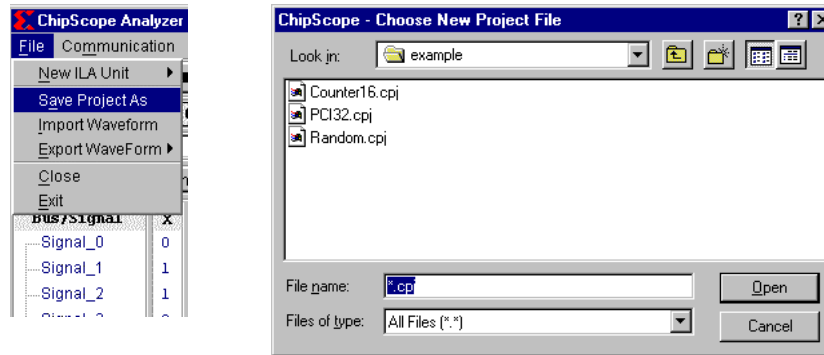 ChipScope Analyzer
File Communication
New ILA Unit
Save Project As
Import Waveform
Export WaveForm
Close
Exit
Bus/Signal X
Signal_0 0
Signal_1 1
Signal_2 1
ChipScope - Choose New Project File
Look in: example
Counter16.cpj
PCI32.cpj
Random.cpj
File name: *.cpj
Open
Files of type: All Files (*.*)
Cancel